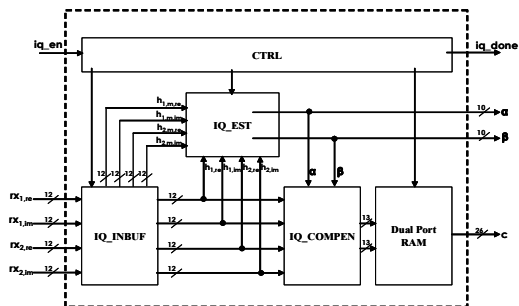 iq_en
CTRL
iq_done
h1,m,re
h1,m,im
h2,m,re
h2,m,im
IQ_EST
10
α
10
β
12 12 12 12
h1,re h1,im h2,re h2,im
α β
rx1,re 12
rx1,im 12
rx2,re 12
rx2,im 12
IQ_INBUF
12
12
12
12
IQ_COMPEN
13
13
Dual Port
RAM
26
c